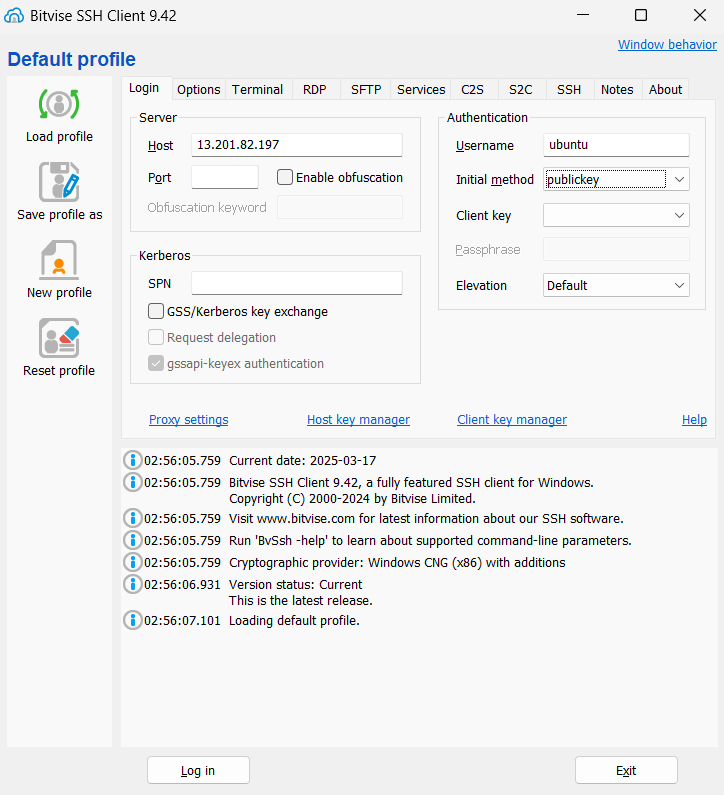 Bitvise SSH Client 9.42
Window behavior
Default profile
Load profile
Save profile as
New profile
Reset profile
Login Options Terminal RDP SFTP Services C2S S2C SSH Notes About
Server
Host 13.201.82.197
Port Enable obfuscation
Obfuscation keyword
Kerberos
SPN
GSS/Kerberos key exchange
Request delegation
gssapi-keyex authentication
Authentication
Username ubuntu
Initial method publickey
Client key
Passphrase
Elevation Default
Proxy settings Host key manager Client key manager Help
02:56:05.759 Current date: 2025-03-17
02:56:05.759 Bitvise SSH Client 9.42, a fully featured SSH client for Windows.
Copyright (C) 2000-2024 by Bitvise Limited.
02:56:05.759 Visit www.bitvise.com for latest information about our SSH software.
02:56:05.759 Run 'BvSsh -help' to learn about supported command-line parameters.
02:56:05.759 Cryptographic provider: Windows CNG (x86) with additions
02:56:06.931 Version status: Current
This is the latest release.
02:56:07.101 Loading default profile.
Log in Exit